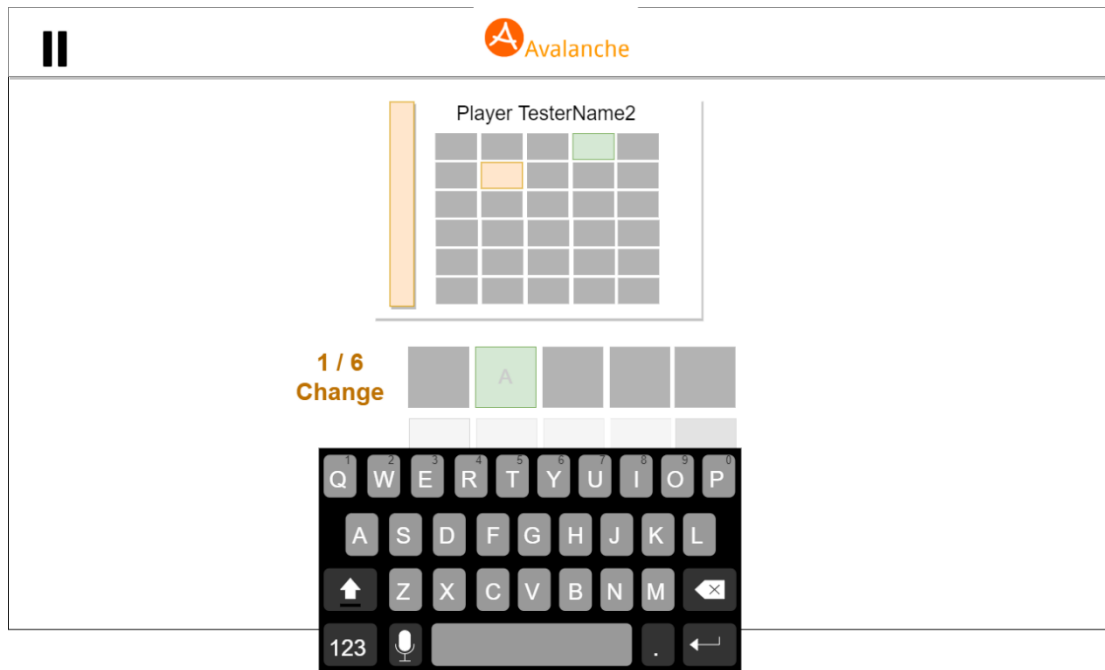 Avalanche
Player TesterName2
1 / 6
Change
A
1 2 3 4 5 6 7 8 9 0
Q W E R T Y U I O P
A S D F G H J K L
Z X C V B N M
123 .